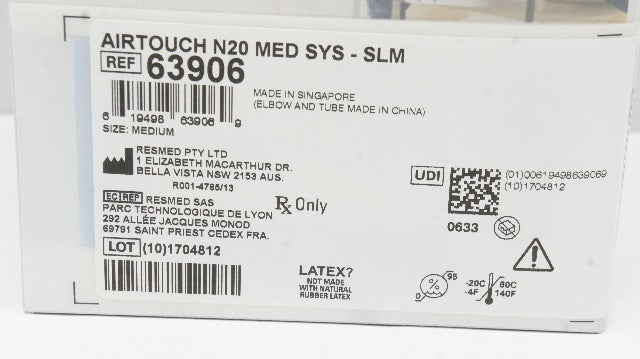 AIRTOUCH N20 MED SYS - SLM
REF 63906
6 19498 63906 9
SIZE: MEDIUM
MADE IN SINGAPORE
(ELBOW AND TUBE MADE IN CHINA)
RESMED PTY LTD
1 ELIZABETH MACARTHUR DR.
BELLA VISTA NSW 2153 AUS.
R001-4785/13
EC REP RESMED SAS
PARC TECHNOLOGIQUE DE LYON
292 ALLÉE JACQUES MONOD
69791 SAINT PRIEST CEDEX FRA.
Rx Only
LOT (10)1704812
UDI
(01)00619498639069
(10)1704812
0633
LATEX?
NOT MADE
WITH NATURAL
RUBBER LATEX
0 % 95
-20C 60C
-4F 140F